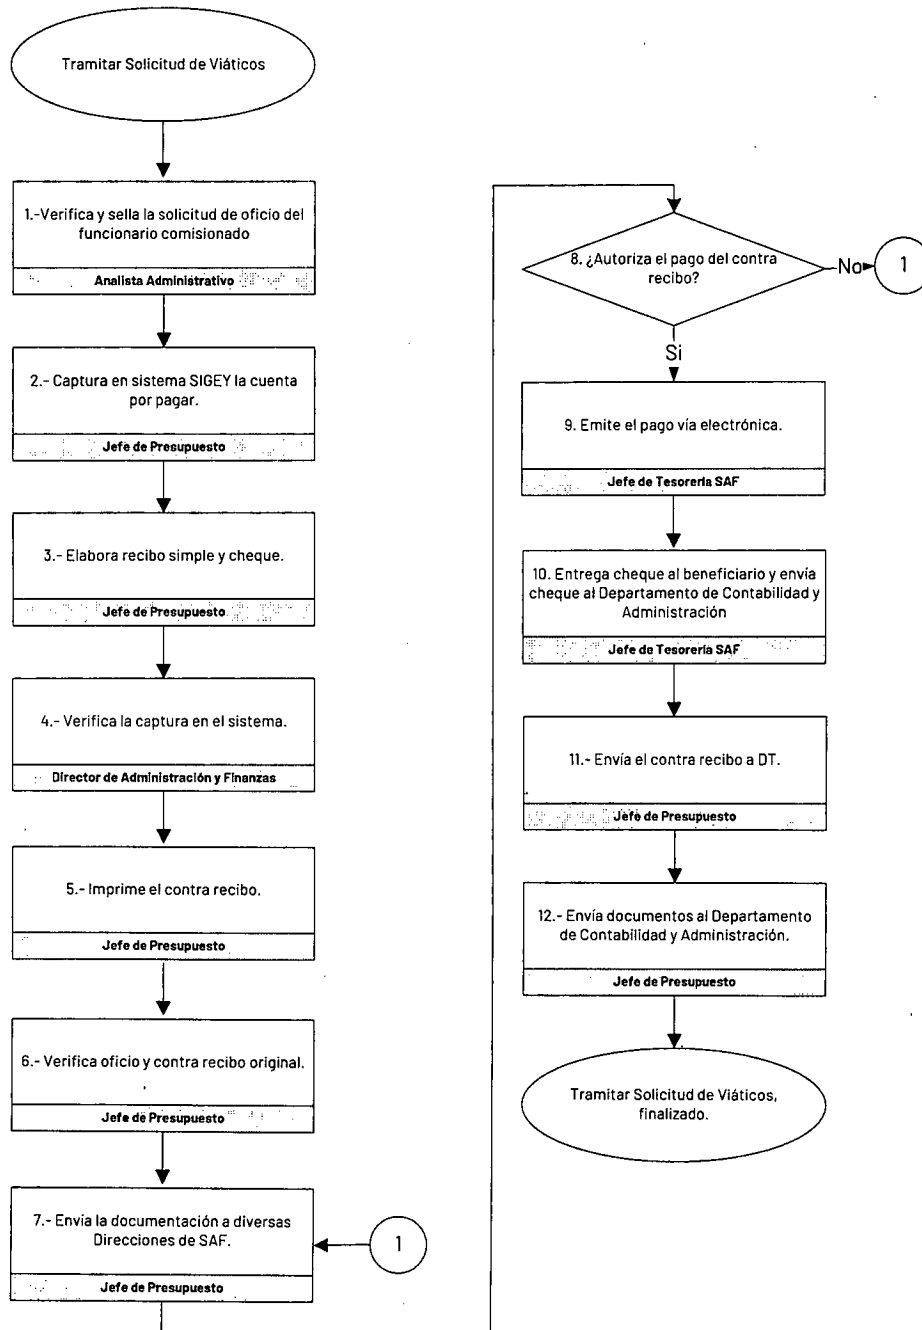 Tramitar Solicitud de Viáticos
1.-Verifica y sella la solicitud de oficio del
funcionario comisionado
Analista Administrativo
2.- Captura en sistema SIGEY la cuenta
por pagar.
Jefe de Presupuesto
3.- Elabora recibo simple y cheque.
Jefe de Presupuesto
4.- Verifica la captura en el sistema.
Director de Administración y Finanzas
5.- Imprime el contra recibo.
Jefe de Presupuesto
6.- Verifica oficio y contra recibo original.
Jefe de Presupuesto
7.- Envía la documentación a diversas
Direcciones de SAF.
Jefe de Presupuesto
1
8. ¿Autoriza el pago del contra
recibo?
No
1
Si
9. Emite el pago vía electrónica.
Jefe de Tesorería SAF
10. Entrega cheque al beneficiario y envía
cheque al Departamento de Contabilidad y
Administración
Jefe de Tesorería SAF
11.- Envía el contra recibo a DT.
Jefe de Presupuesto
12.- Envía documentos al Departamento
de Contabilidad y Administración.
Jefe de Presupuesto
Tramitar Solicitud de Viáticos,
finalizado.